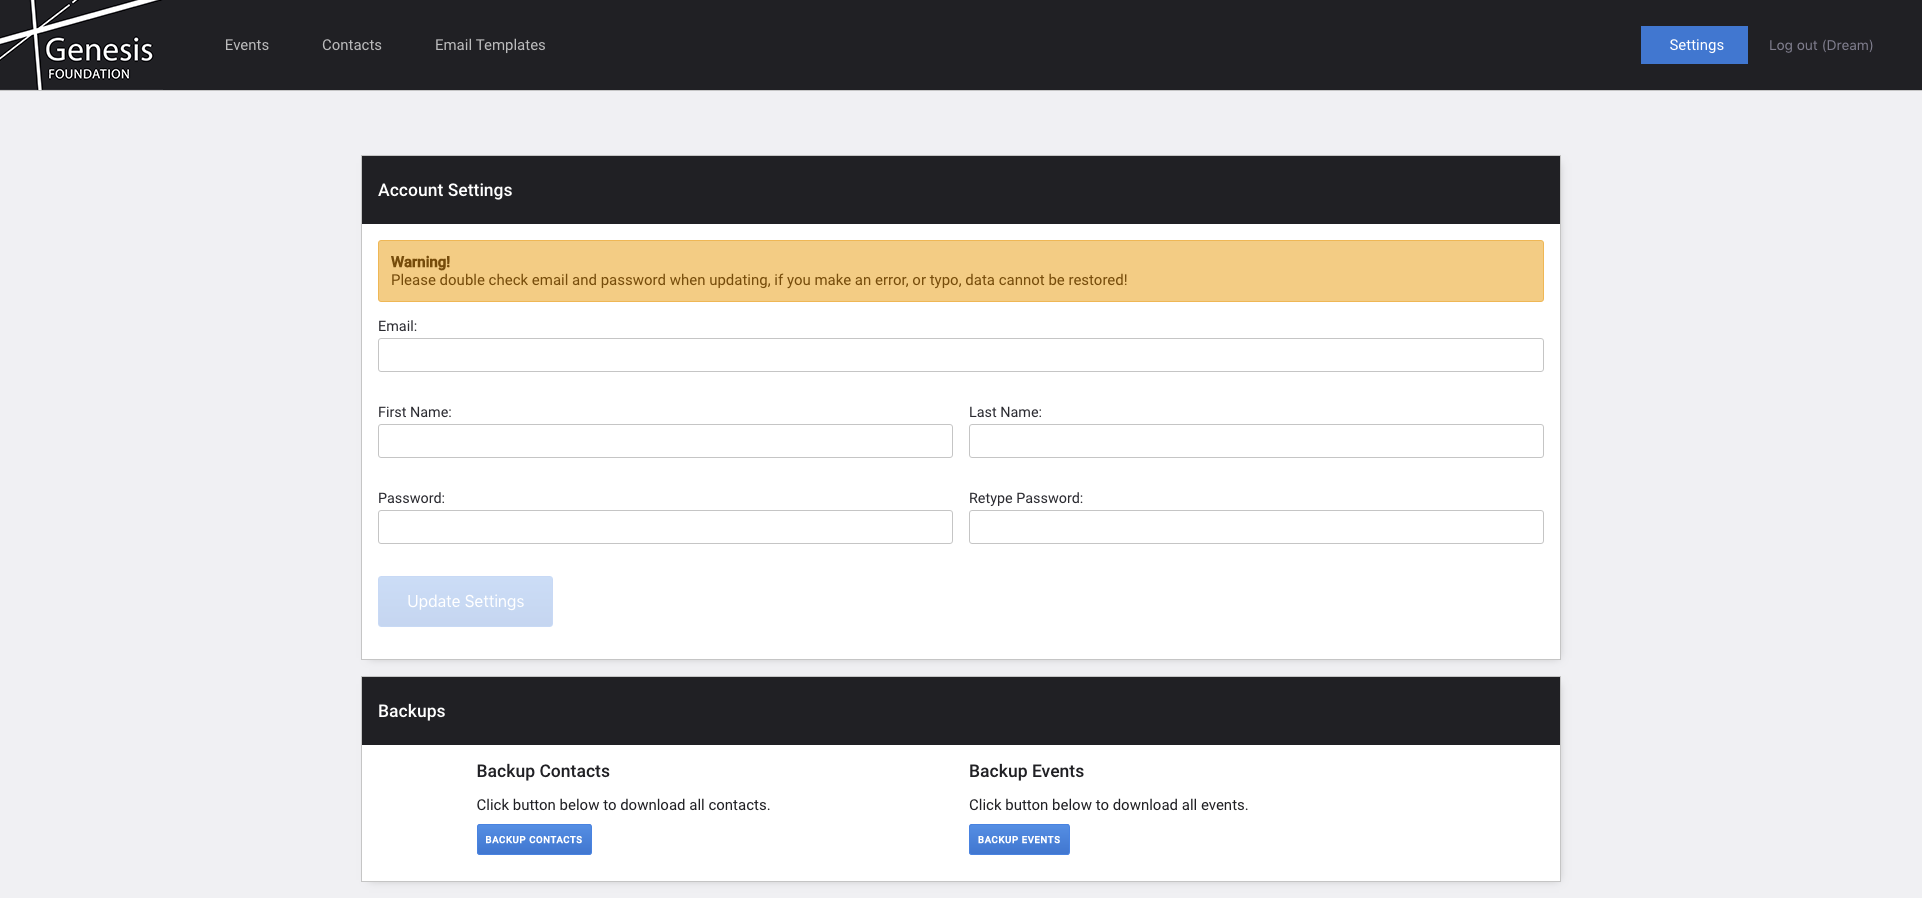 Genesis
FOUNDATION
Events
Contacts
Email Templates
Settings
Log out (Dream)
Account Settings
Warning!
Please double check email and password when updating, if you make an error, or typo, data cannot be restored!
Email:
First Name:
Last Name:
Password:
Retype Password:
Update Settings
Backups
Backup Contacts
Click button below to download all contacts.
BACKUP CONTACTS
Backup Events
Click button below to download all events.
BACKUP EVENTS